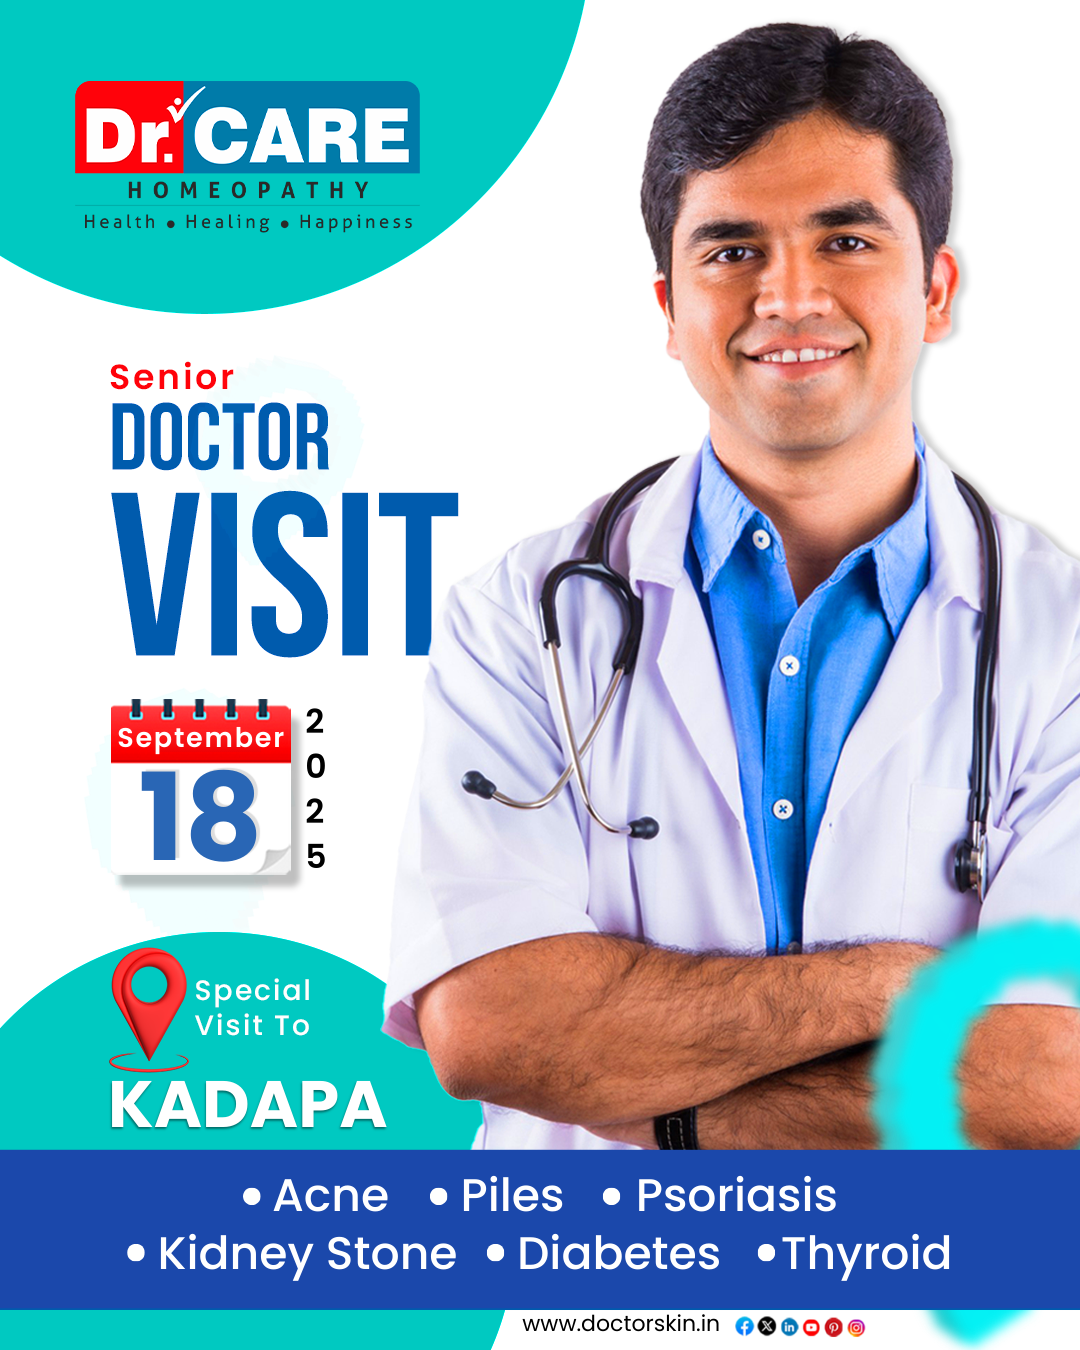 Dr. CARE
HOMEOPATHY
Health • Healing • Happiness
Senior
DOCTOR
VISIT
September
18
2
0
2
5
Special
Visit To
KADAPA
• Acne • Piles • Psoriasis
• Kidney Stone • Diabetes • Thyroid
www.doctorskin.in